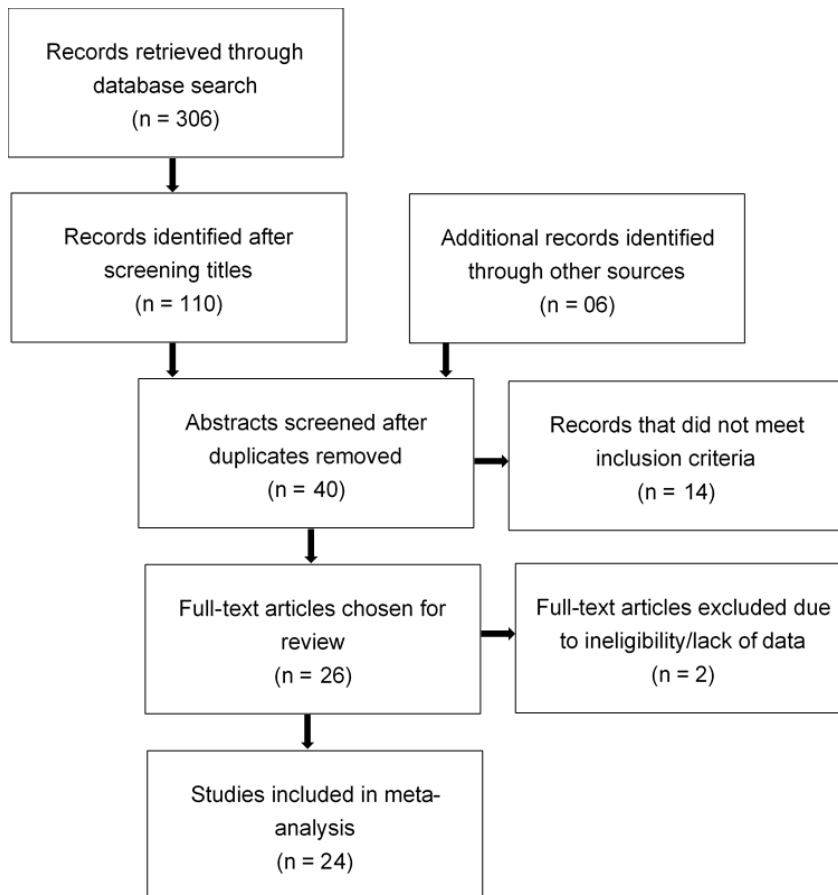 Records retrieved through
database search
(n = 306)
Records identified after
screening titles
(n = 110)
Additional records identified
through other sources
(n = 06)
Abstracts screened after
duplicates removed
(n = 40)
Records that did not meet
inclusion criteria
(n = 14)
Full-text articles chosen for
review
(n = 26)
Full-text articles excluded due
to ineligibility/lack of data
(n = 2)
Studies included in meta-
analysis
(n = 24)